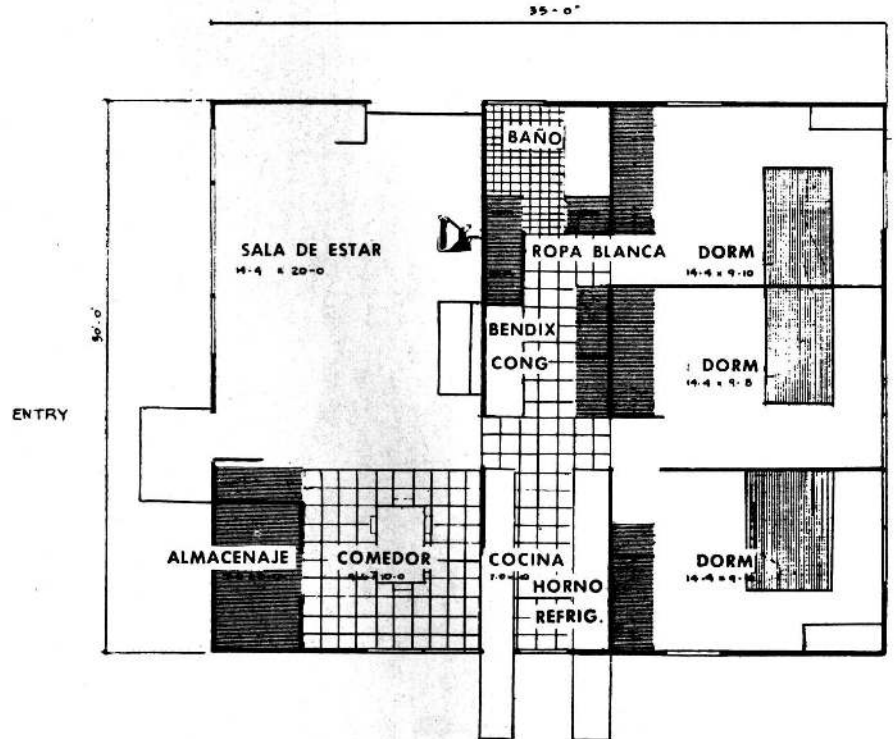 35-0"
BAÑO
SALA DE ESTAR
14-4 x 20-0
ROPA BLANCA
DORM
14-4 x 9-10
30'-0"
BENDIX
CONG
DORM
14-4 x 9-8
ENTRY
ALMACENAJE
COMEDOR
COCINA
DORM
HORNO
REFRIG.